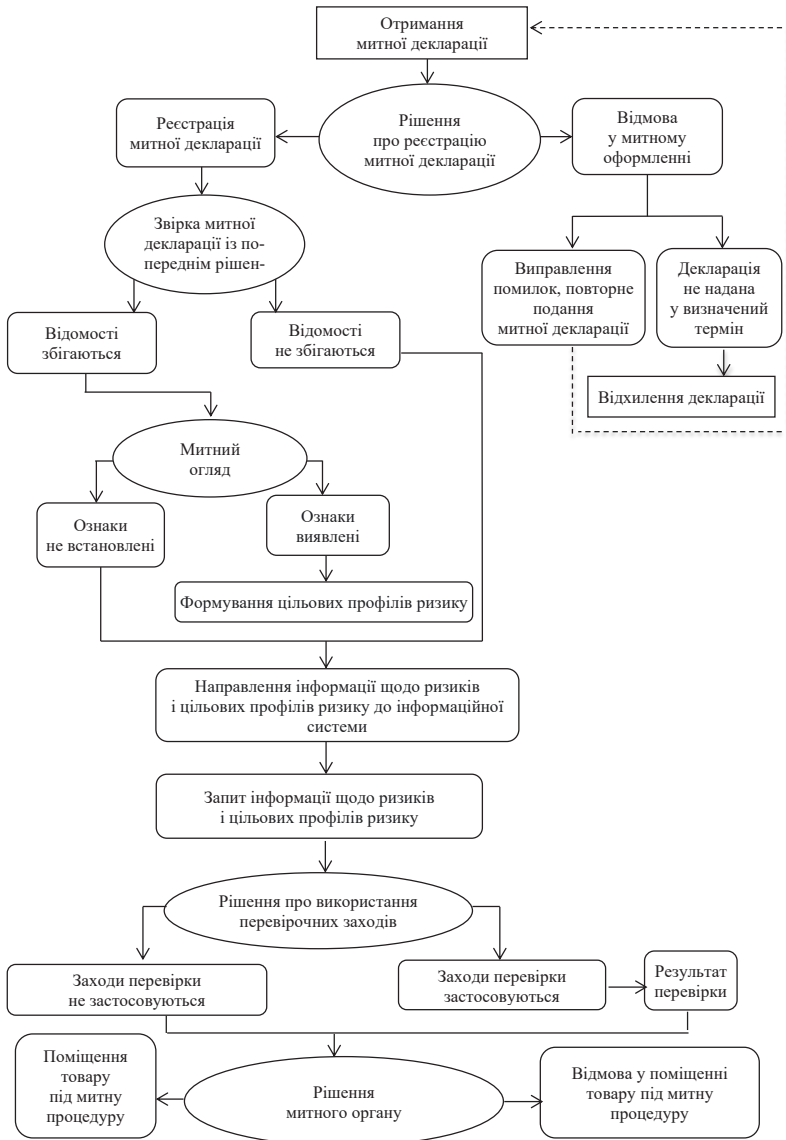 Отримання
митної декларації
Реєстрація
митної декларації
Рішення
про реєстрацію
митної декларації
Відмова
у митному
оформленні
Звірка митної
декларації із по-
переднім рішен-
Виправлення
помилок, повторне
подання
митної декларації
Декларація
не надана
у визначений
термін
Відомості
збігаються
Відомості
не збігаються
Відхилення декларації
Митний
огляд
Ознаки
не встановлені
Ознаки
виявлені
Формування цільових профілів ризику
Направлення інформації щодо ризиків
і цільових профілів ризику до інформаційної
системи
Запит інформації щодо ризиків
і цільових профілів ризику
Рішення про використання
перевірочних заходів
Заходи перевірки
не застосовуються
Заходи перевірки
застосовуються
Результат
перевірки
Поміщення
товару
під митну
процедуру
Рішення
митного органу
Відмова у поміщенні
товару під митну
процедуру